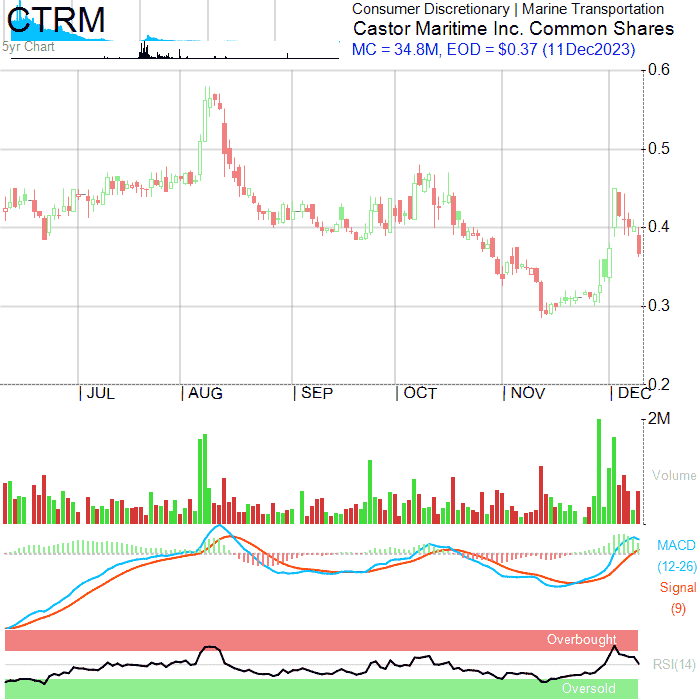 CTRM
Consumer Discretionary | Marine Transportation
Castor Maritime Inc. Common Shares
MC = 34.8M, EOD = $0.37 (11Dec2023)
5yr Chart
0.6
0.5
0.4
0.3
0.2
JUL AUG SEP OCT NOV DEC
2M
Volume
MACD
(12-26)
Signal
(9)
Overbought
RSI(14)
Oversold